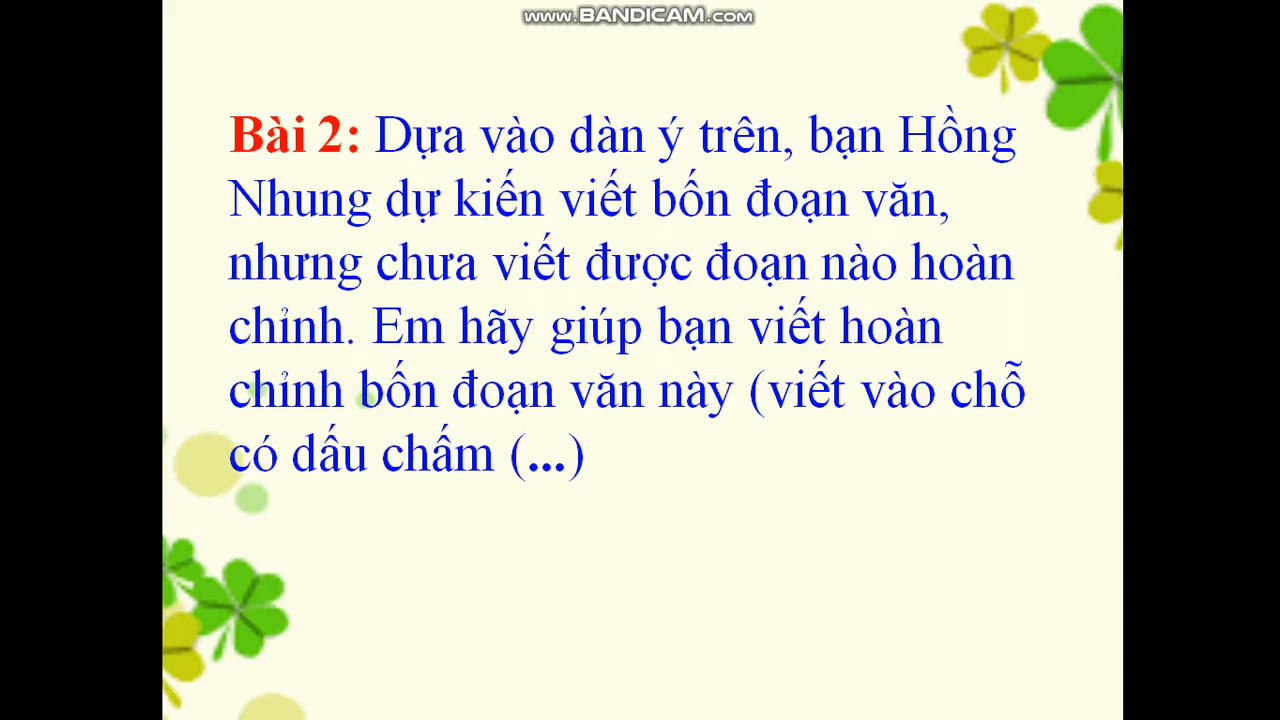 www.BANDICAM.com
Bài 2: Dựa vào dàn ý trên, bạn Hồng
Nhung dự kiến viết bốn đoạn văn,
nhưng chưa viết được đoạn nào hoàn
chỉnh. Em hãy giúp bạn viết hoàn
chỉnh bốn đoạn văn này (viết vào chỗ
có dấu chấm (...)